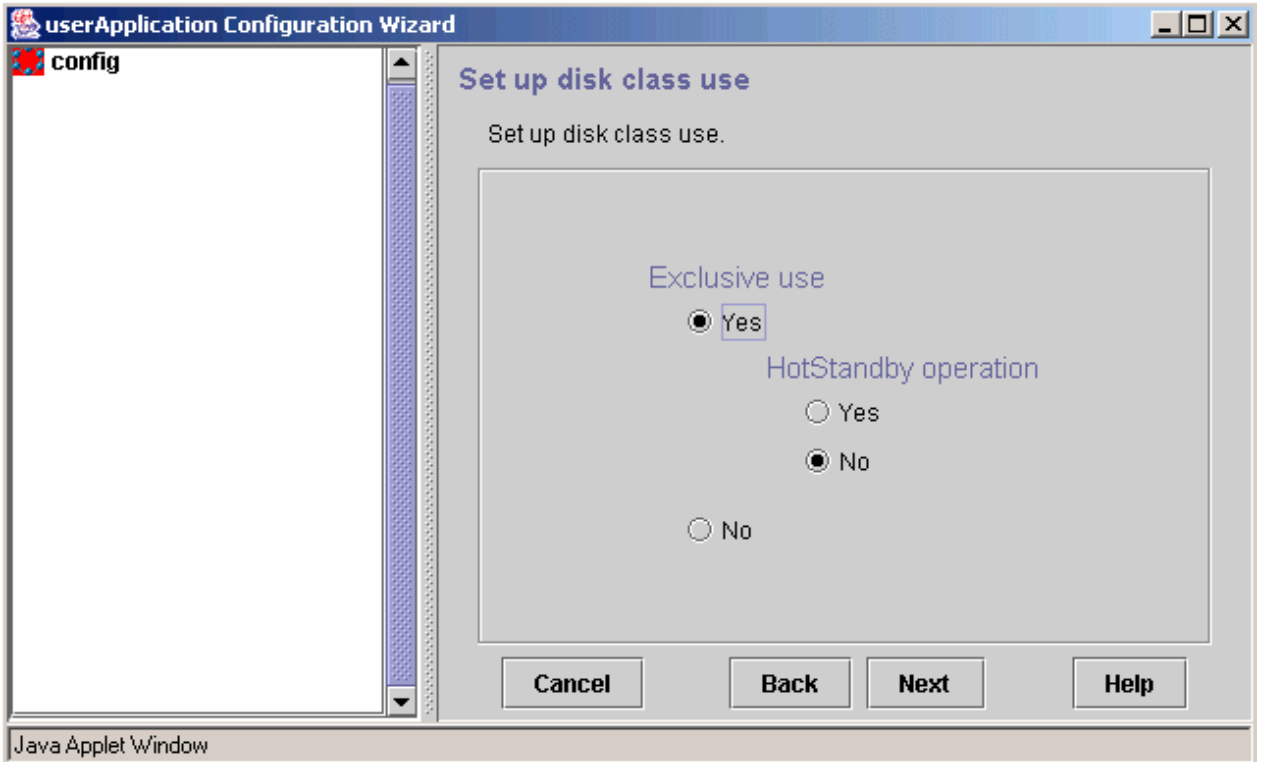 userApplication Configuration Wizard
config
Set up disk class use
Set up disk class use.
Exclusive use
Yes
HotStandby operation
Yes
No
No
Cancel Back Next Help
Java Applet Window